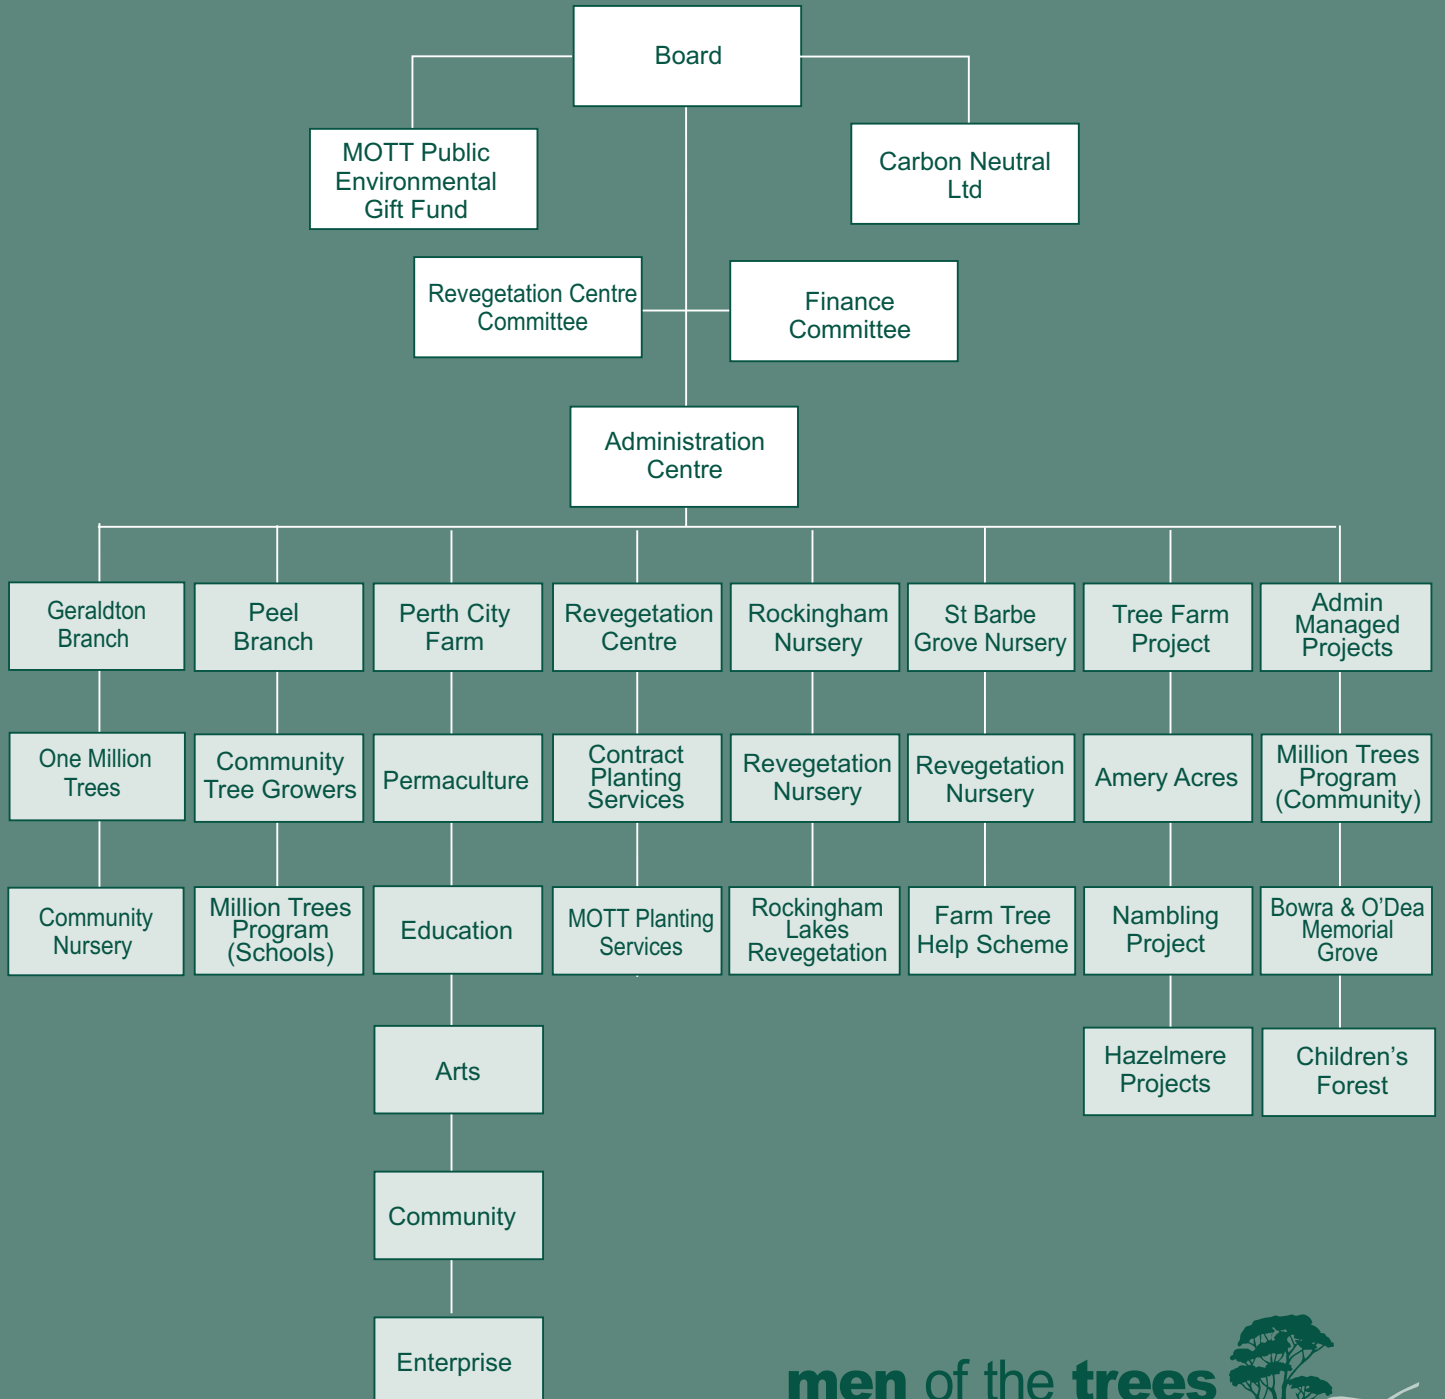 Board
MOTT Public
Environmental
Gift Fund
Carbon Neutral
Ltd
Revegetation Centre
Committee
Finance
Committee
Administration
Centre
Geraldton
Branch
Peel
Branch
Perth City
Farm
Revegetation
Centre
Rockingham
Nursery
St Barbe
Grove Nursery
Tree Farm
Project
Admin
Managed
Projects
One Million
Trees
Community
Tree Growers
Permaculture
Contract
Planting
Services
Revegetation
Nursery
Revegetation
Nursery
Amery Acres
Million Trees
Program
(Community)
Community
Nursery
Million Trees
Program
(Schools)
Education
MOTT Planting
Services
Rockingham
Lakes
Revegetation
Farm Tree
Help Scheme
Nambling
Project
Bowra & O’Dea
Memorial
Grove
Arts
Hazelmere
Projects
Children’s
Forest
Community
Enterprise
men of the trees